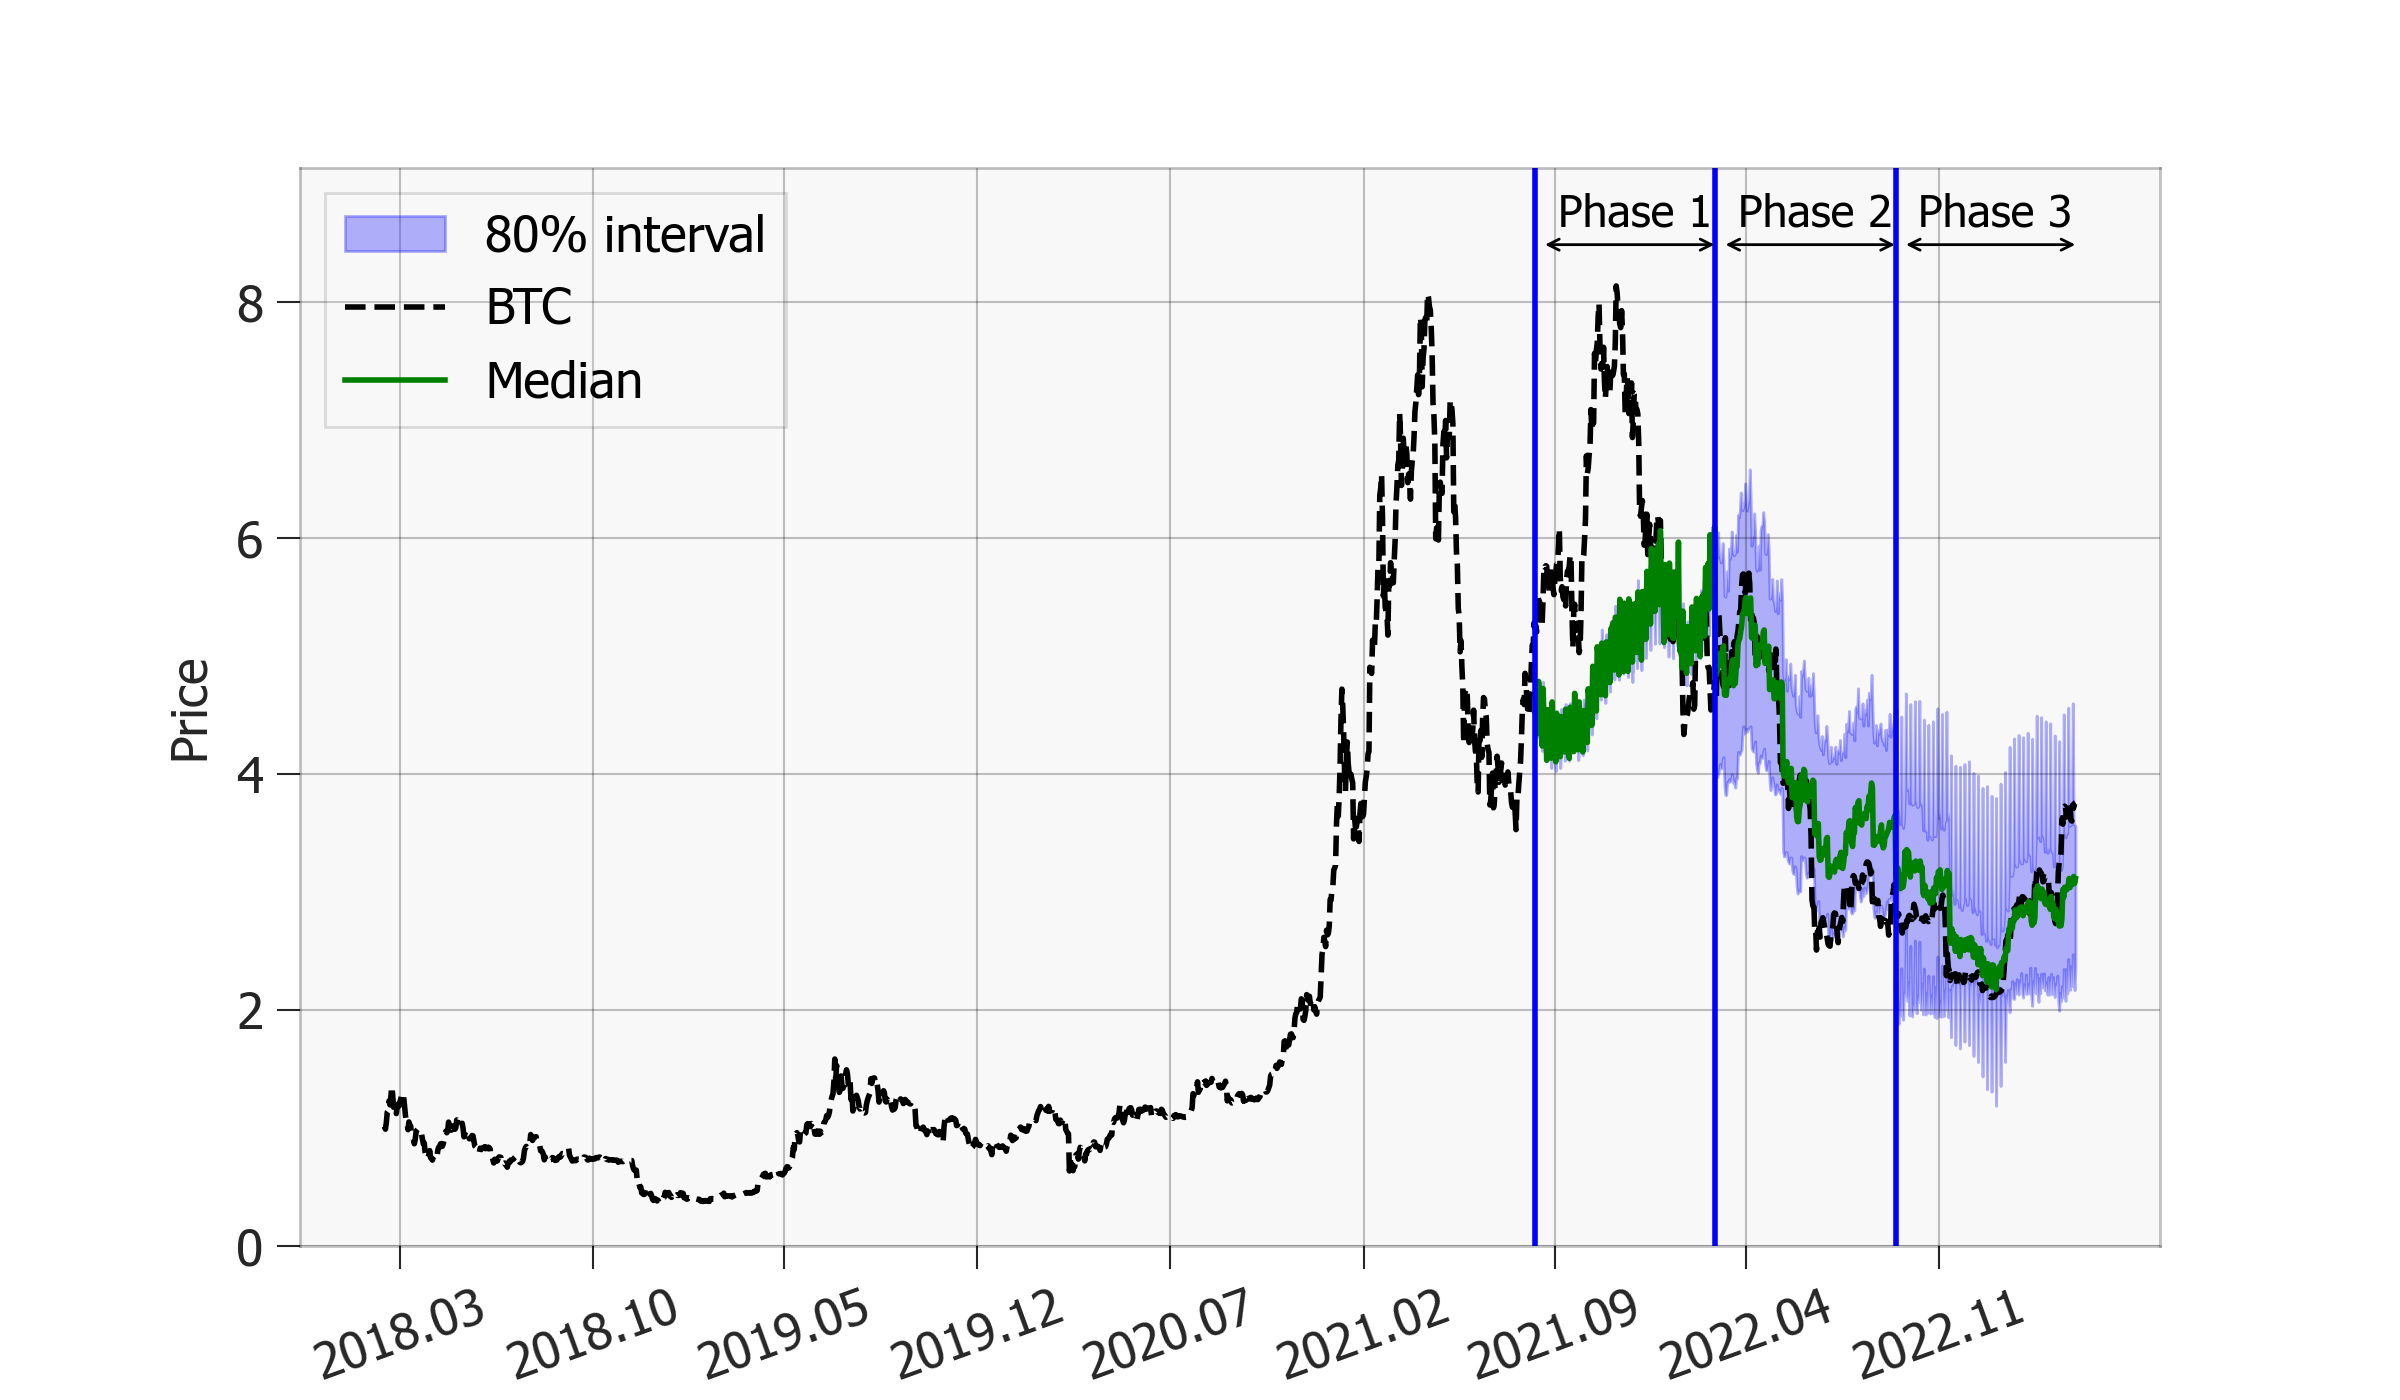 Phase 1
Phase 2
Phase 3
80% interval
BTC
Median
8
6
4
2
0
Price
2018.03
2018.10
2019.05
2019.12
2020.07
2021.02
2021.09
2022.04
2022.11